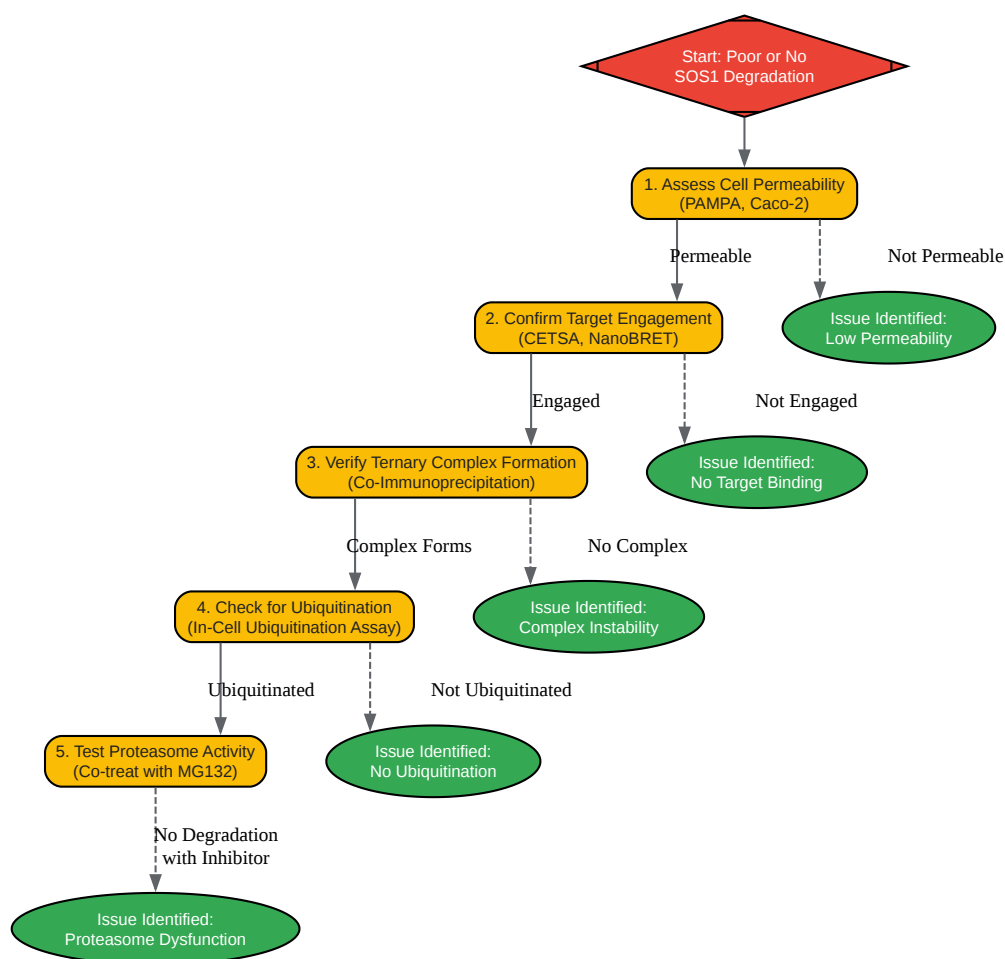 Start: Poor or No
SOS1 Degradation
1. Assess Cell Permeability
(PAMPA, Caco-2)
Permeable
Not Permeable
2. Confirm Target Engagement
(CETSA, NanoBRET)
Issue Identified:
Low Permeability
Engaged
Not Engaged
3. Verify Ternary Complex Formation
(Co-Immunoprecipitation)
Issue Identified:
No Target Binding
Complex Forms
No Complex
4. Check for Ubiquitination
(In-Cell Ubiquitination Assay)
Issue Identified:
Complex Instability
Ubiquitinated
Not Ubiquitinated
5. Test Proteasome Activity
(Co-treat with MG132)
Issue Identified:
No Ubiquitination
No Degradation
with Inhibitor
Issue Identified:
Proteasome Dysfunction